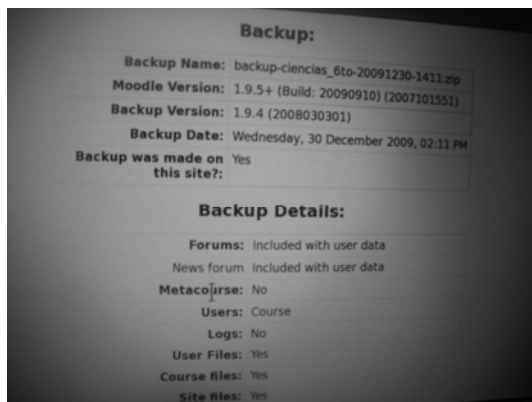 Backup:
Backup Name: backup-ciencias_6to-20091230-1411.zip
Moodle Version: 1.9.5+ (Build: 20090910) (2007101551)
Backup Version: 1.9.4 (2008030301)
Backup Date: Wednesday, 30 December 2009, 02:11 PM
Backup was made on Yes
this site?:
Backup Details:
Forums: Included with user data
News forum Included with user data
Metacourse: No
Users: Course
Logs: No
User Files: Yes
Course files: Yes
Site files: Yes